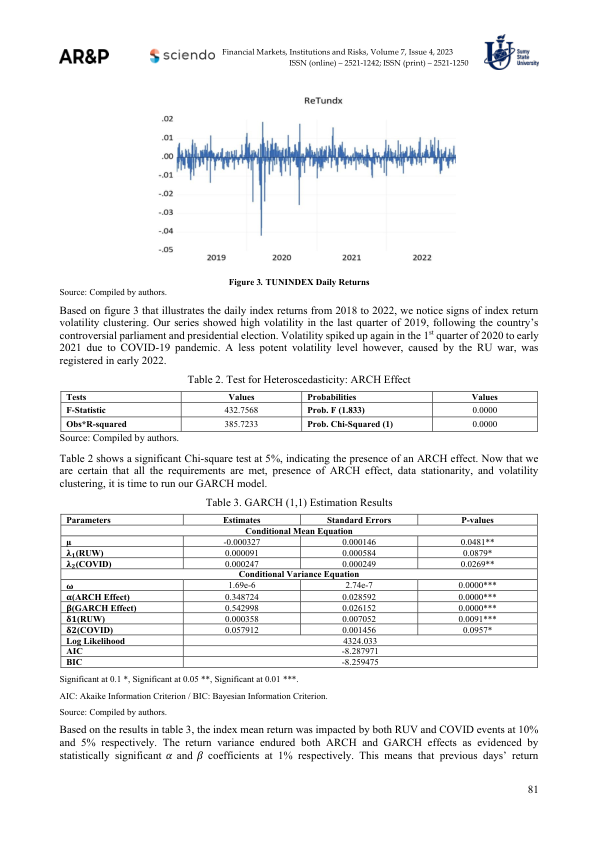 AR&P
sciendo
Financial Markets, Institutions and Risks, Volume 7, Issue 4, 2023
ISSN (online) – 2521-1242; ISSN (print) – 2521-1250
Sumy
State
University
ReTundx
.02
.01
.00
-.01
-.02
-.03
-.04
-.05
2019 2020 2021 2022
Figure 3. TUNINDEX Daily Returns
Source: Compiled by authors.
Based on figure 3 that illustrates the daily index returns from 2018 to 2022, we notice signs of index return
volatility clustering. Our series showed high volatility in the last quarter of 2019, following the country’s
controversial parliament and presidential election. Volatility spiked up again in the 1st quarter of 2020 to early
2021 due to COVID-19 pandemic. A less potent volatility level however, caused by the RU war, was
registered in early 2022.
Table 2. Test for Heteroscedasticity: ARCH Effect
Tests Values Probabilities Values
F-Statistic 432.7568 Prob. F (1.833) 0.0000
Obs*R-squared 385.7233 Prob. Chi-Squared (1) 0.0000
Source: Compiled by authors.
Table 2 shows a significant Chi-square test at 5%, indicating the presence of an ARCH effect. Now that we
are certain that all the requirements are met, presence of ARCH effect, data stationarity, and volatility
clustering, it is time to run our GARCH model.
Table 3. GARCH (1,1) Estimation Results
Parameters Estimates Standard Errors P-values
Conditional Mean Equation
μ -0.000327 0.000146 0.0481**
λ₁(RUW) 0.000091 0.000584 0.0879*
λ₂(COVID) 0.000247 0.000249 0.0269**
Conditional Variance Equation
ω 1.69e-6 2.74e-7 0.0000***
α(ARCH Effect) 0.348724 0.028592 0.0000***
β(GARCH Effect) 0.542998 0.026152 0.0000***
δ1(RUW) 0.000358 0.007052 0.0091***
δ2(COVID) 0.057912 0.001456 0.0957*
Log Likelihood 4324.033
AIC -8.287971
BIC -8.259475
Significant at 0.1 *, Significant at 0.05 **, Significant at 0.01 ***.
AIC: Akaike Information Criterion / BIC: Bayesian Information Criterion.
Source: Compiled by authors.
Based on the results in table 3, the index mean return was impacted by both RUV and COVID events at 10%
and 5% respectively. The return variance endured both ARCH and GARCH effects as evidenced by
statistically significant α and β coefficients at 1% respectively. This means that previous days’ return
81